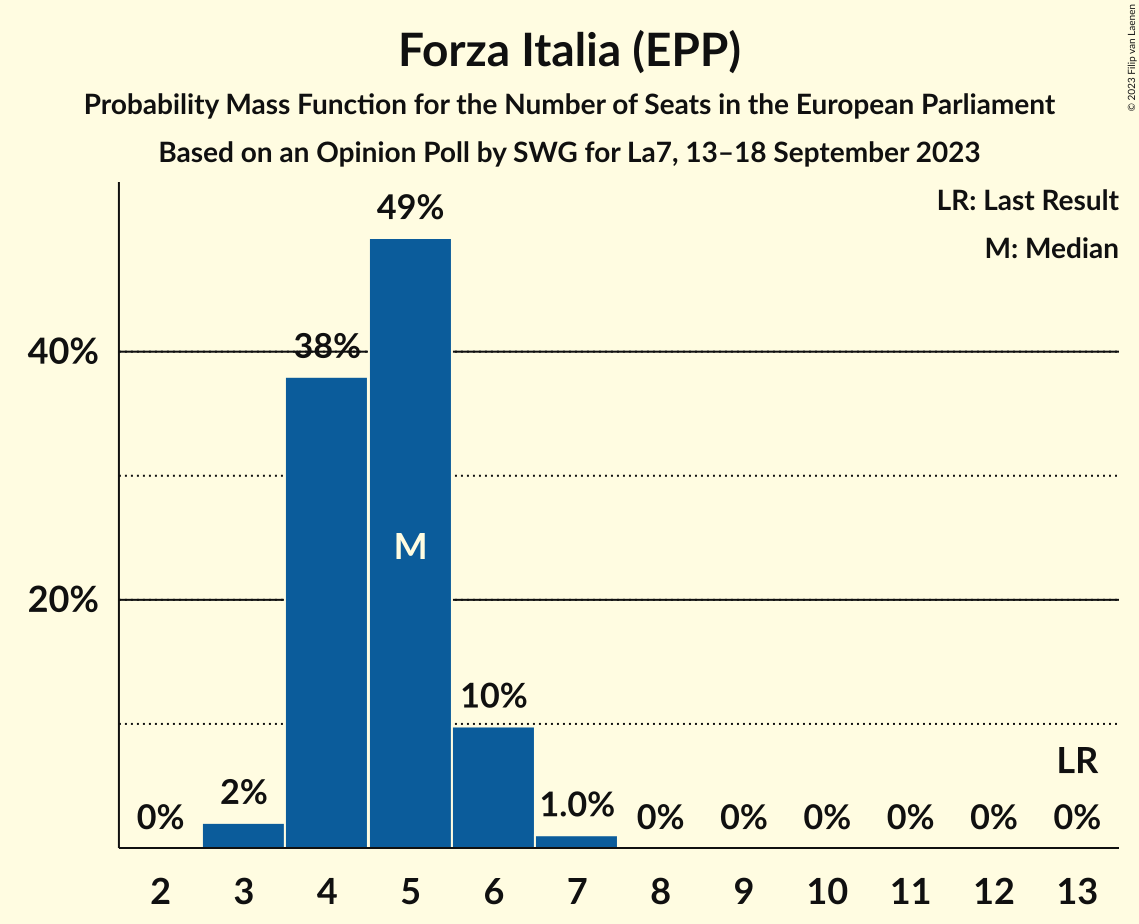 Forza Italia (EPP)
Probability Mass Function for the Number of Seats in the European Parliament
Based on an Opinion Poll by SWG for La7, 13–18 September 2023
© 2023 Filip van Laenen
LR: Last Result
M: Median
49%
38%
40%
M
20%
10%
LR
2%
1.0%
0%
0%
0%
0%
0%
0%
0%
2 3 4 5 6 7 8 9 10 11 12 13